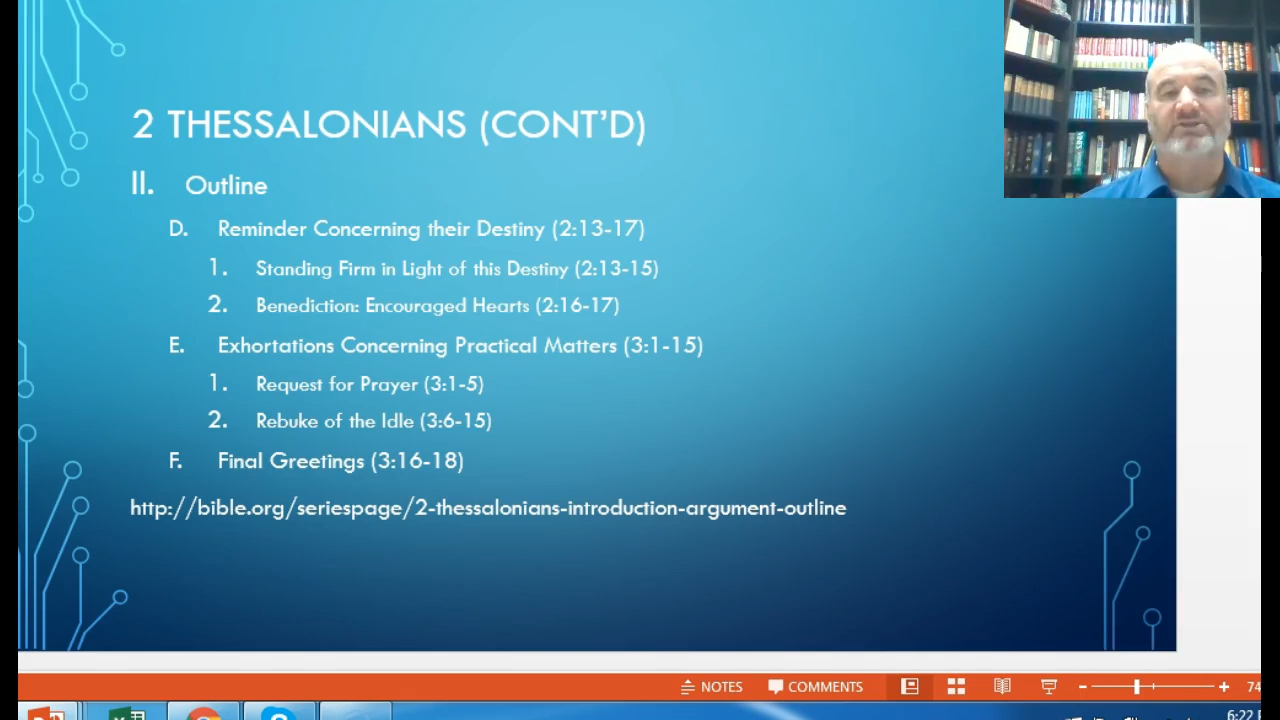 2 THESSALONIANS (CONT'D)
II. Outline
D. Reminder Concerning their Destiny (2:13-17)
1. Standing Firm in Light of this Destiny (2:13-15)
2. Benediction: Encouraged Hearts (2:16-17)
E. Exhortations Concerning Practical Matters (3:1-15)
1. Request for Prayer (3:1-5)
2. Rebuke of the Idle (3:6-15)
F. Final Greetings (3:16-18)
http://bible.org/seriespage/2-thessalonians-introduction-argument-outline
NOTES COMMENTS 74
6:22